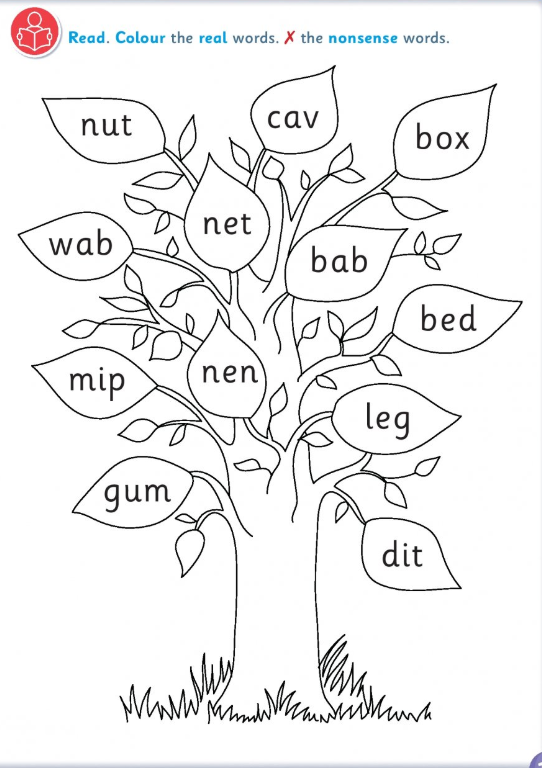 Read. Colour the real words. ✗ the nonsense words.
nut
cav
box
net
wab
bab
bed
nen
mip
leg
gum
dit